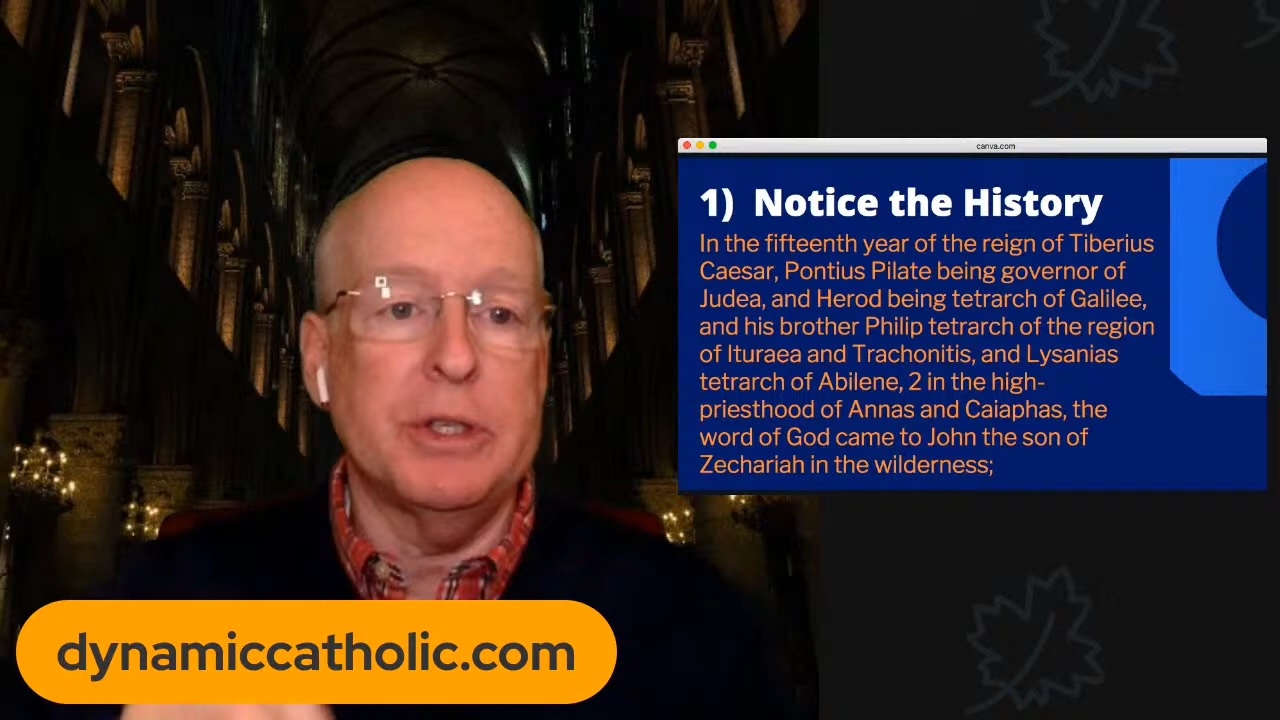 canva.com
1) Notice the History
In the fifteenth year of the reign of Tiberius
Caesar, Pontius Pilate being governor of
Judea, and Herod being tetrarch of Galilee,
and his brother Philip tetrarch of the region
of Ituraea and Trachonitis, and Lysanias
tetrarch of Abilene, 2 in the high-
priesthood of Annas and Caiaphas, the
word of God came to John the son of
Zechariah in the wilderness;
dynamiccatholic.com